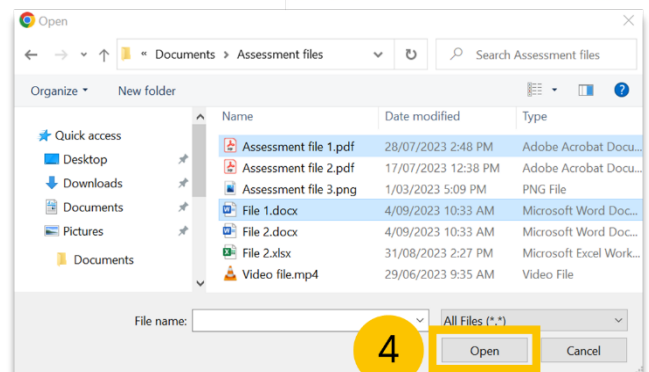 Open
« Documents > Assessment files
Search Assessment files
Organize
New folder
Name Date modified Type
Quick access
Desktop
Downloads
Documents
Pictures
Documents
Assessment file 1.pdf 28/07/2023 2:48 PM Adobe Acrobat Docu...
Assessment file 2.pdf 17/07/2023 12:38 PM Adobe Acrobat Docu...
Assessment file 3.png 1/03/2023 5:09 PM PNG File
File 1.docx 4/09/2023 10:33 AM Microsoft Word Doc...
File 2.docx 4/09/2023 10:33 AM Microsoft Word Doc...
File 2.xlsx 31/08/2023 2:27 PM Microsoft Excel Work...
Video file.mp4 29/06/2023 9:35 AM Video File
File name:
All Files (*.*)
4
Open
Cancel